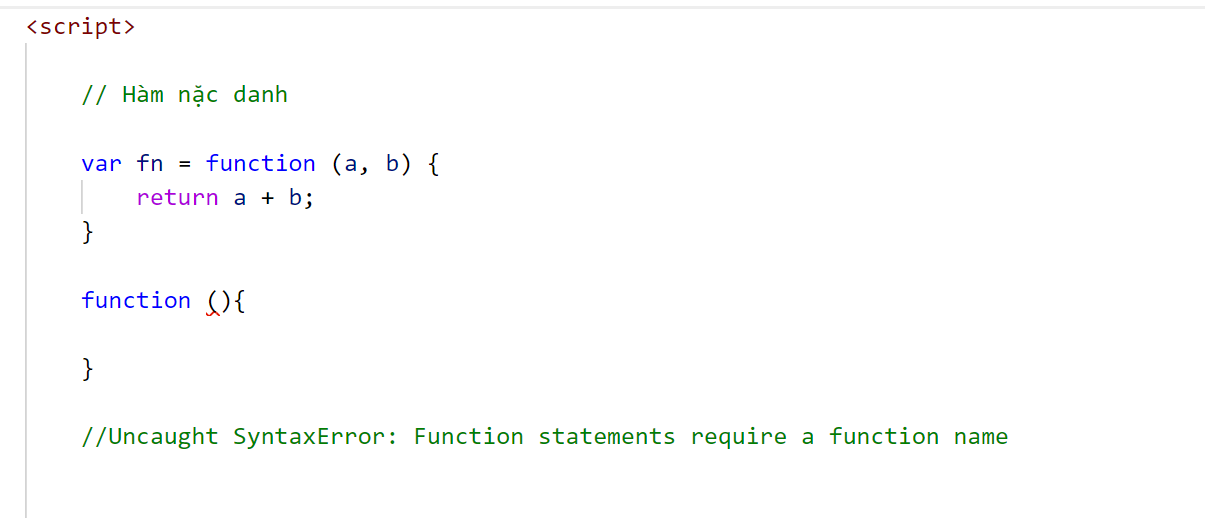 <script>
// Hàm nặc danh
var fn = function (a, b) {
return a + b;
}
function (){
}
//Uncaught SyntaxError: Function statements require a function name